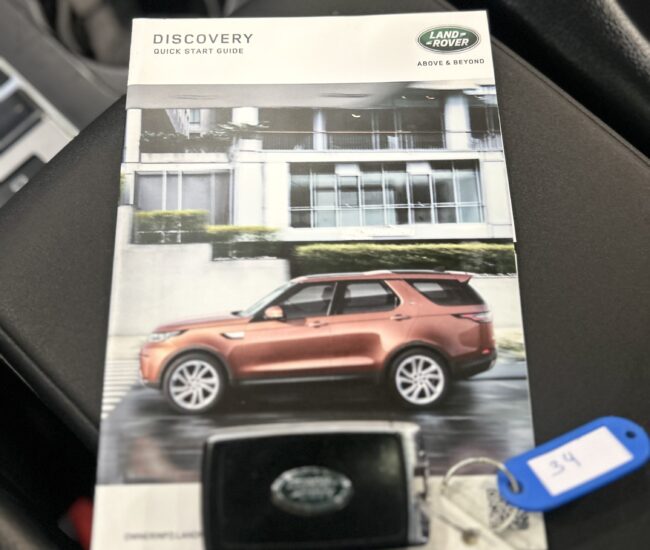 DISCOVERY
QUICK START GUIDE
LAND
ROVER
ABOVE & BEYOND
34